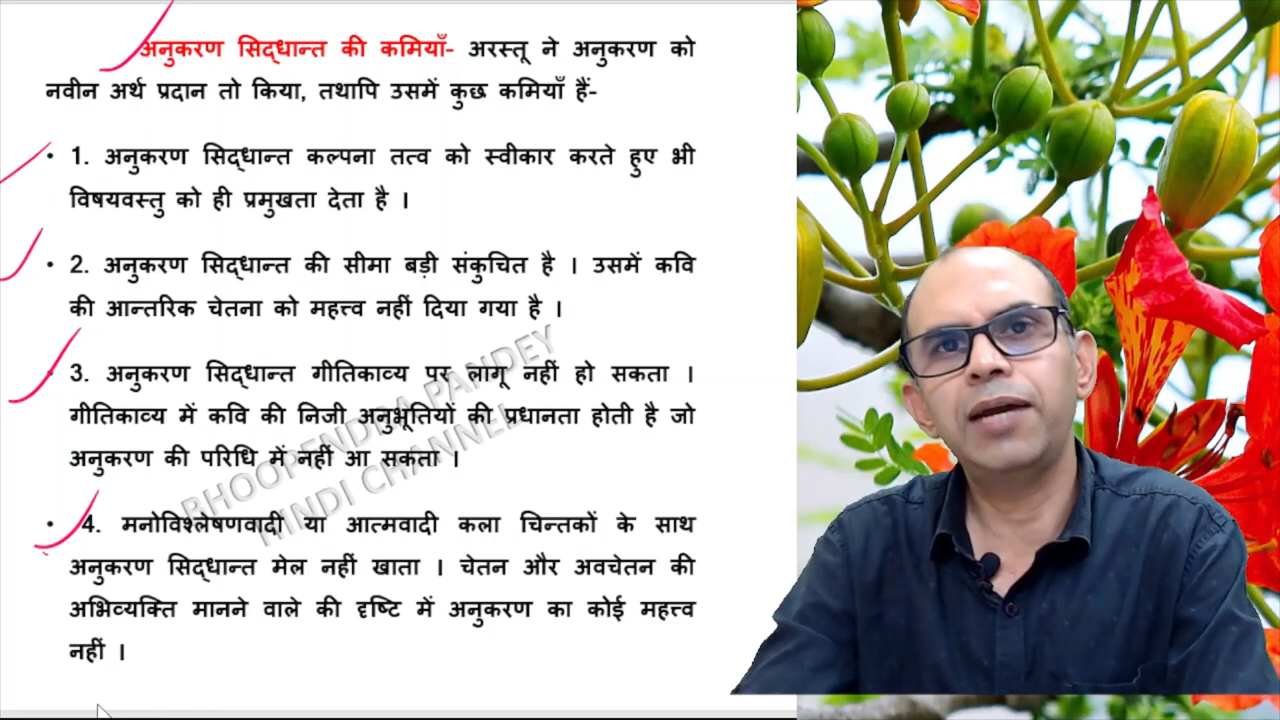 अनुकरण सिद्धान्त की कमियाँ- अरस्तू ने अनुकरण को
नवीन अर्थ प्रदान तो किया, तथापि उसमें कुछ कमियाँ हैं-
• 1. अनुकरण सिद्धान्त कल्पना तत्व को स्वीकार करते हुए भी
विषयवस्तु को ही प्रमुखता देता है ।
• 2. अनुकरण सिद्धान्त की सीमा बड़ी संकुचित है । उसमें कवि
की आन्तरिक चेतना को महत्त्व नहीं दिया गया है ।
• 3. अनुकरण सिद्धान्त गीतिकाव्य पर लागू नहीं हो सकता ।
गीतिकाव्य में कवि की निजी अनुभूतियों की प्रधानता होती है जो
अनुकरण की परिधि में नहीं आ सकता ।
• 4. मनोविश्लेषणवादी या आत्मवादी कला चिन्तकों के साथ
अनुकरण सिद्धान्त मेल नहीं खाता । चेतन और अवचेतन की
अभिव्यक्ति मानने वाले की दृष्टि में अनुकरण का कोई महत्त्व
नहीं ।
BHOOPENDRA PANDEY
HINDI CHANNEL